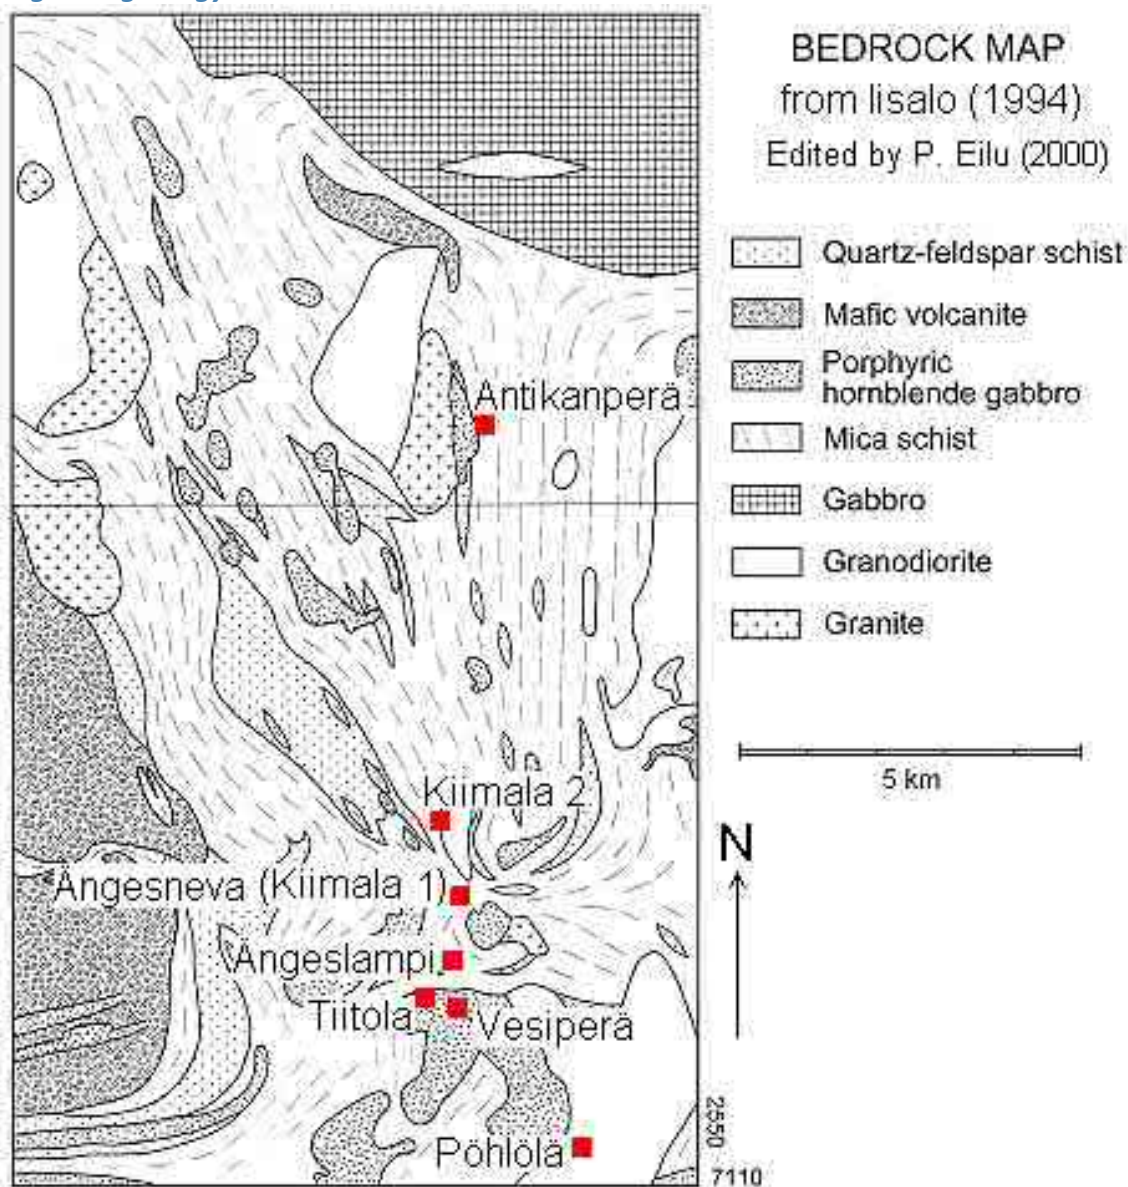 BEDROCK MAP
from Iisalo (1994)
Edited by P. Eilu (2000)
Quartz-feldspar schist
Mafic volcanite
Porphyric
hornblende gabbro
Mica schist
Gabbro
Granodiorite
Granite
5 km
N
Antikanperä
Kiimala 2
Ängesneva (Kiimala 1)
Ängeslampi
Tiitola
Vesiperä
Pöhlölä
2550
7110